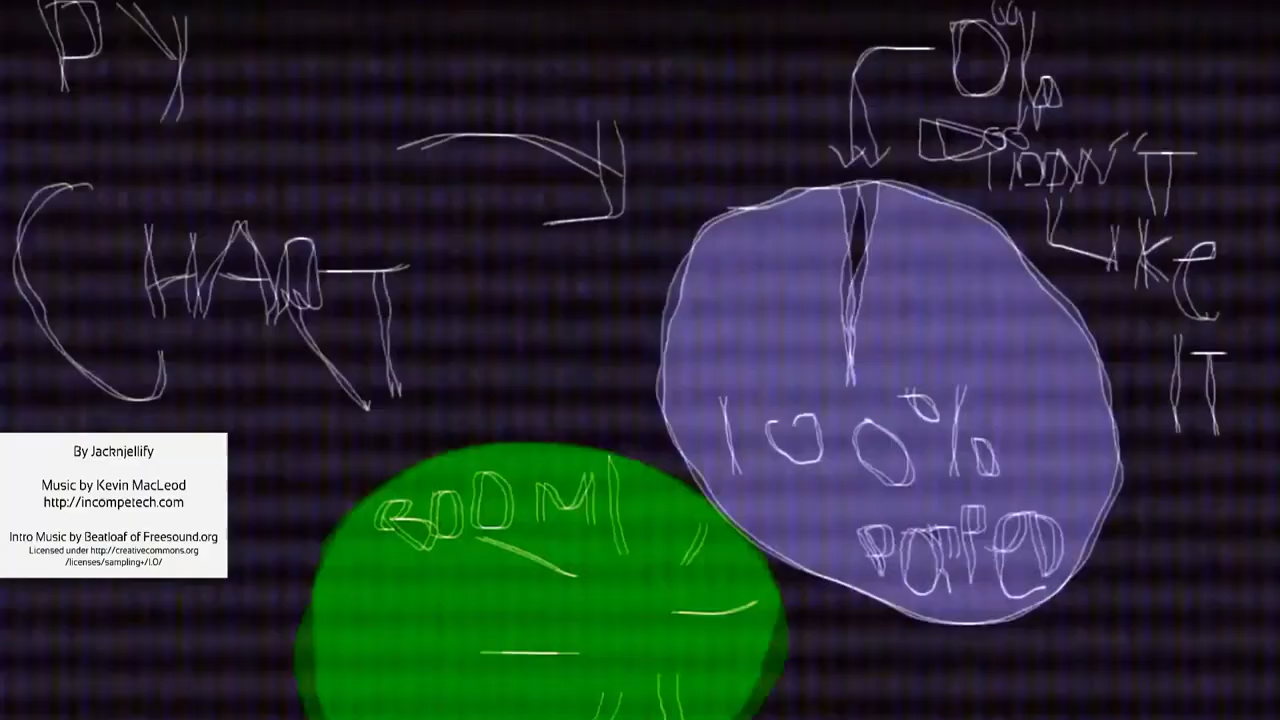 PY
CHART
0%
DON'T
LIKE
IT
100%
BOOM!
By Jacknjellify
Music by Kevin MacLeod
http://incompetech.com
Intro Music by Beatloaf of Freesound.org
Licensed under http://creativecommons.org
/licenses/sampling+/1.0/